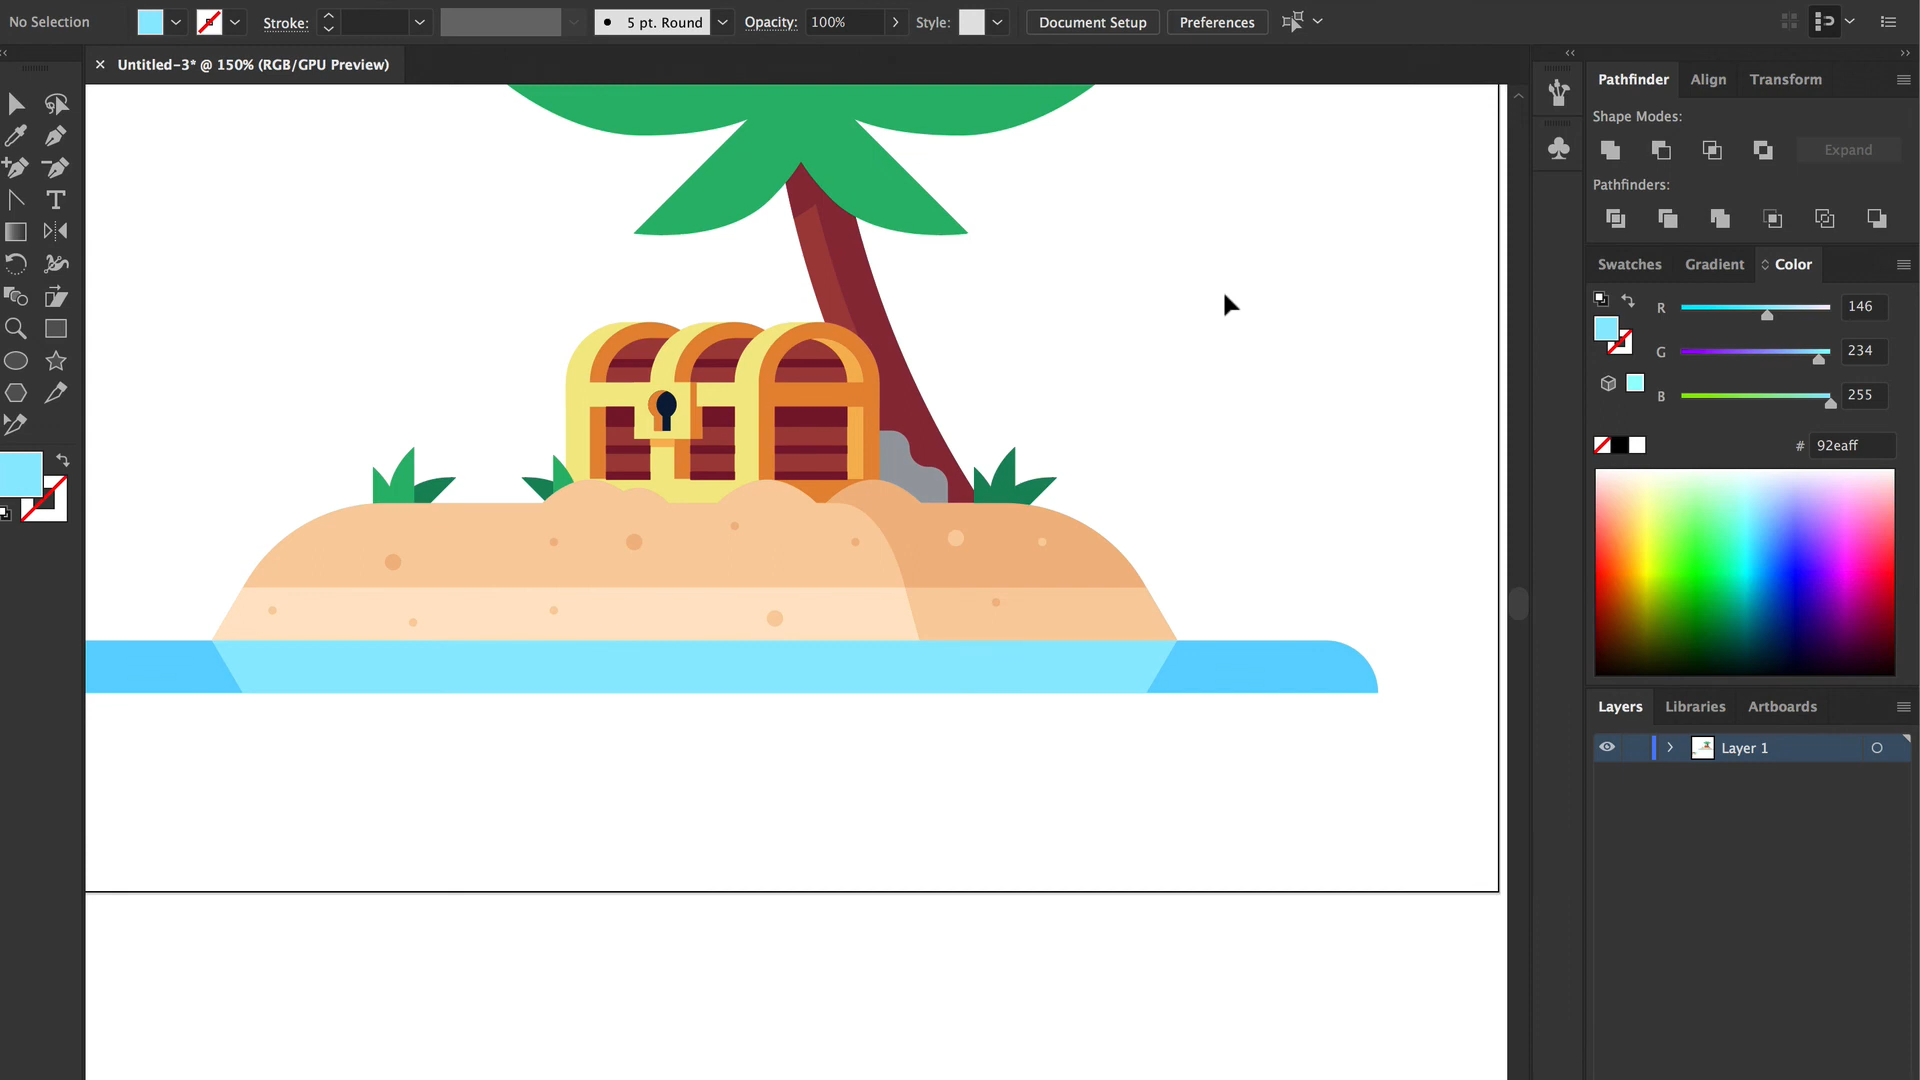 No Selection
Stroke:
5 pt. Round
Opacity:
100%
Style:
Document Setup
Preferences
Untitled-3* @ 150% (RGB/GPU Preview)
Pathfinder
Align
Transform
Shape Modes:
Expand
Pathfinders:
Swatches
Gradient
Color
R
146
G
234
B
255
# 92eaff
Layers
Libraries
Artboards
Layer 1